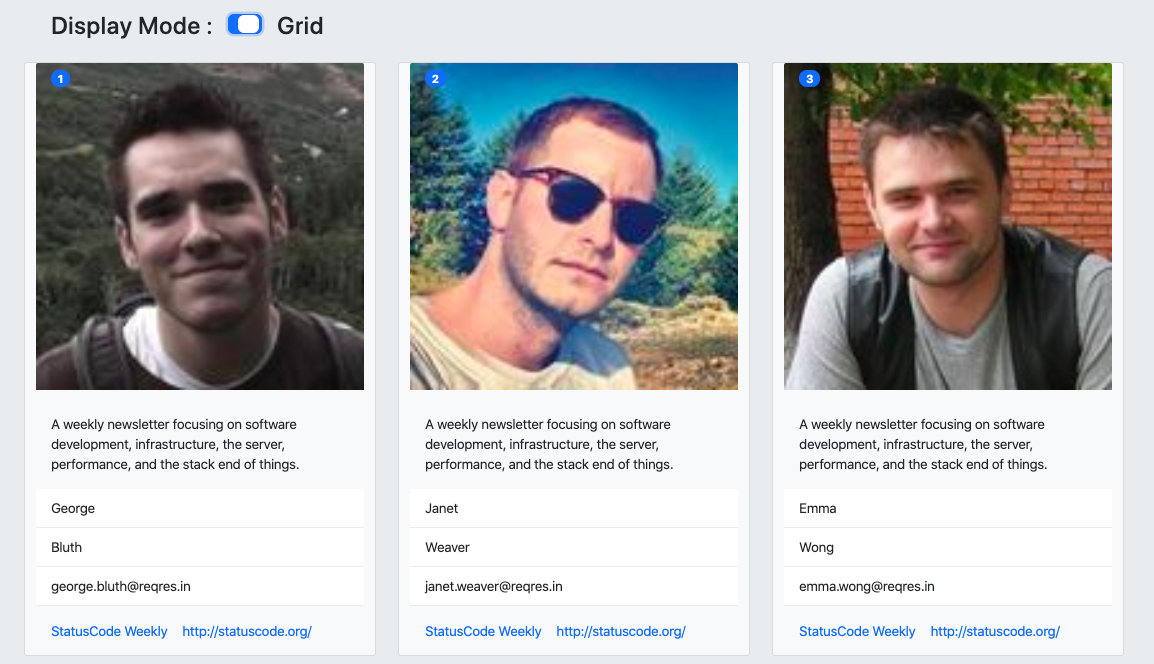 Display Mode : Grid
1
2
3
A weekly newsletter focusing on software
development, infrastructure, the server,
performance, and the stack end of things.
George
Bluth
george.bluth@reqres.in
StatusCode Weekly http://statuscode.org/
A weekly newsletter focusing on software
development, infrastructure, the server,
performance, and the stack end of things.
Janet
Weaver
janet.weaver@reqres.in
StatusCode Weekly http://statuscode.org/
A weekly newsletter focusing on software
development, infrastructure, the server,
performance, and the stack end of things.
Emma
Wong
emma.wong@reqres.in
StatusCode Weekly http://statuscode.org/